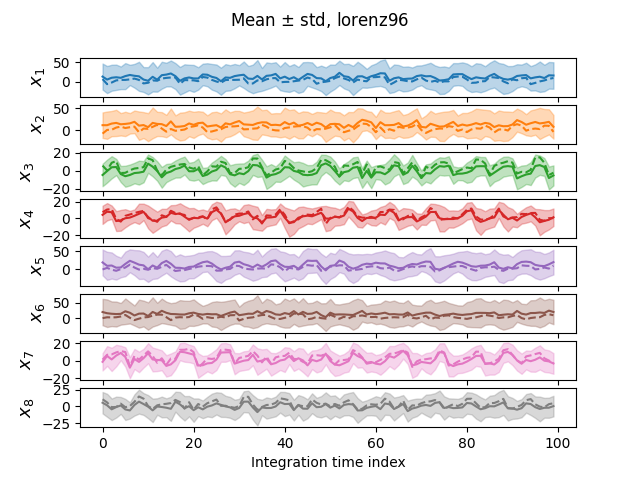 Mean ± std, lorenz96
50
0
x₁
50
0
x₂
20
0
−20
x₃
20
0
−20
x₄
50
0
x₅
50
0
x₆
20
0
−20
x₇
25
0
−25
x₈
0 20 40 60 80 100
Integration time index